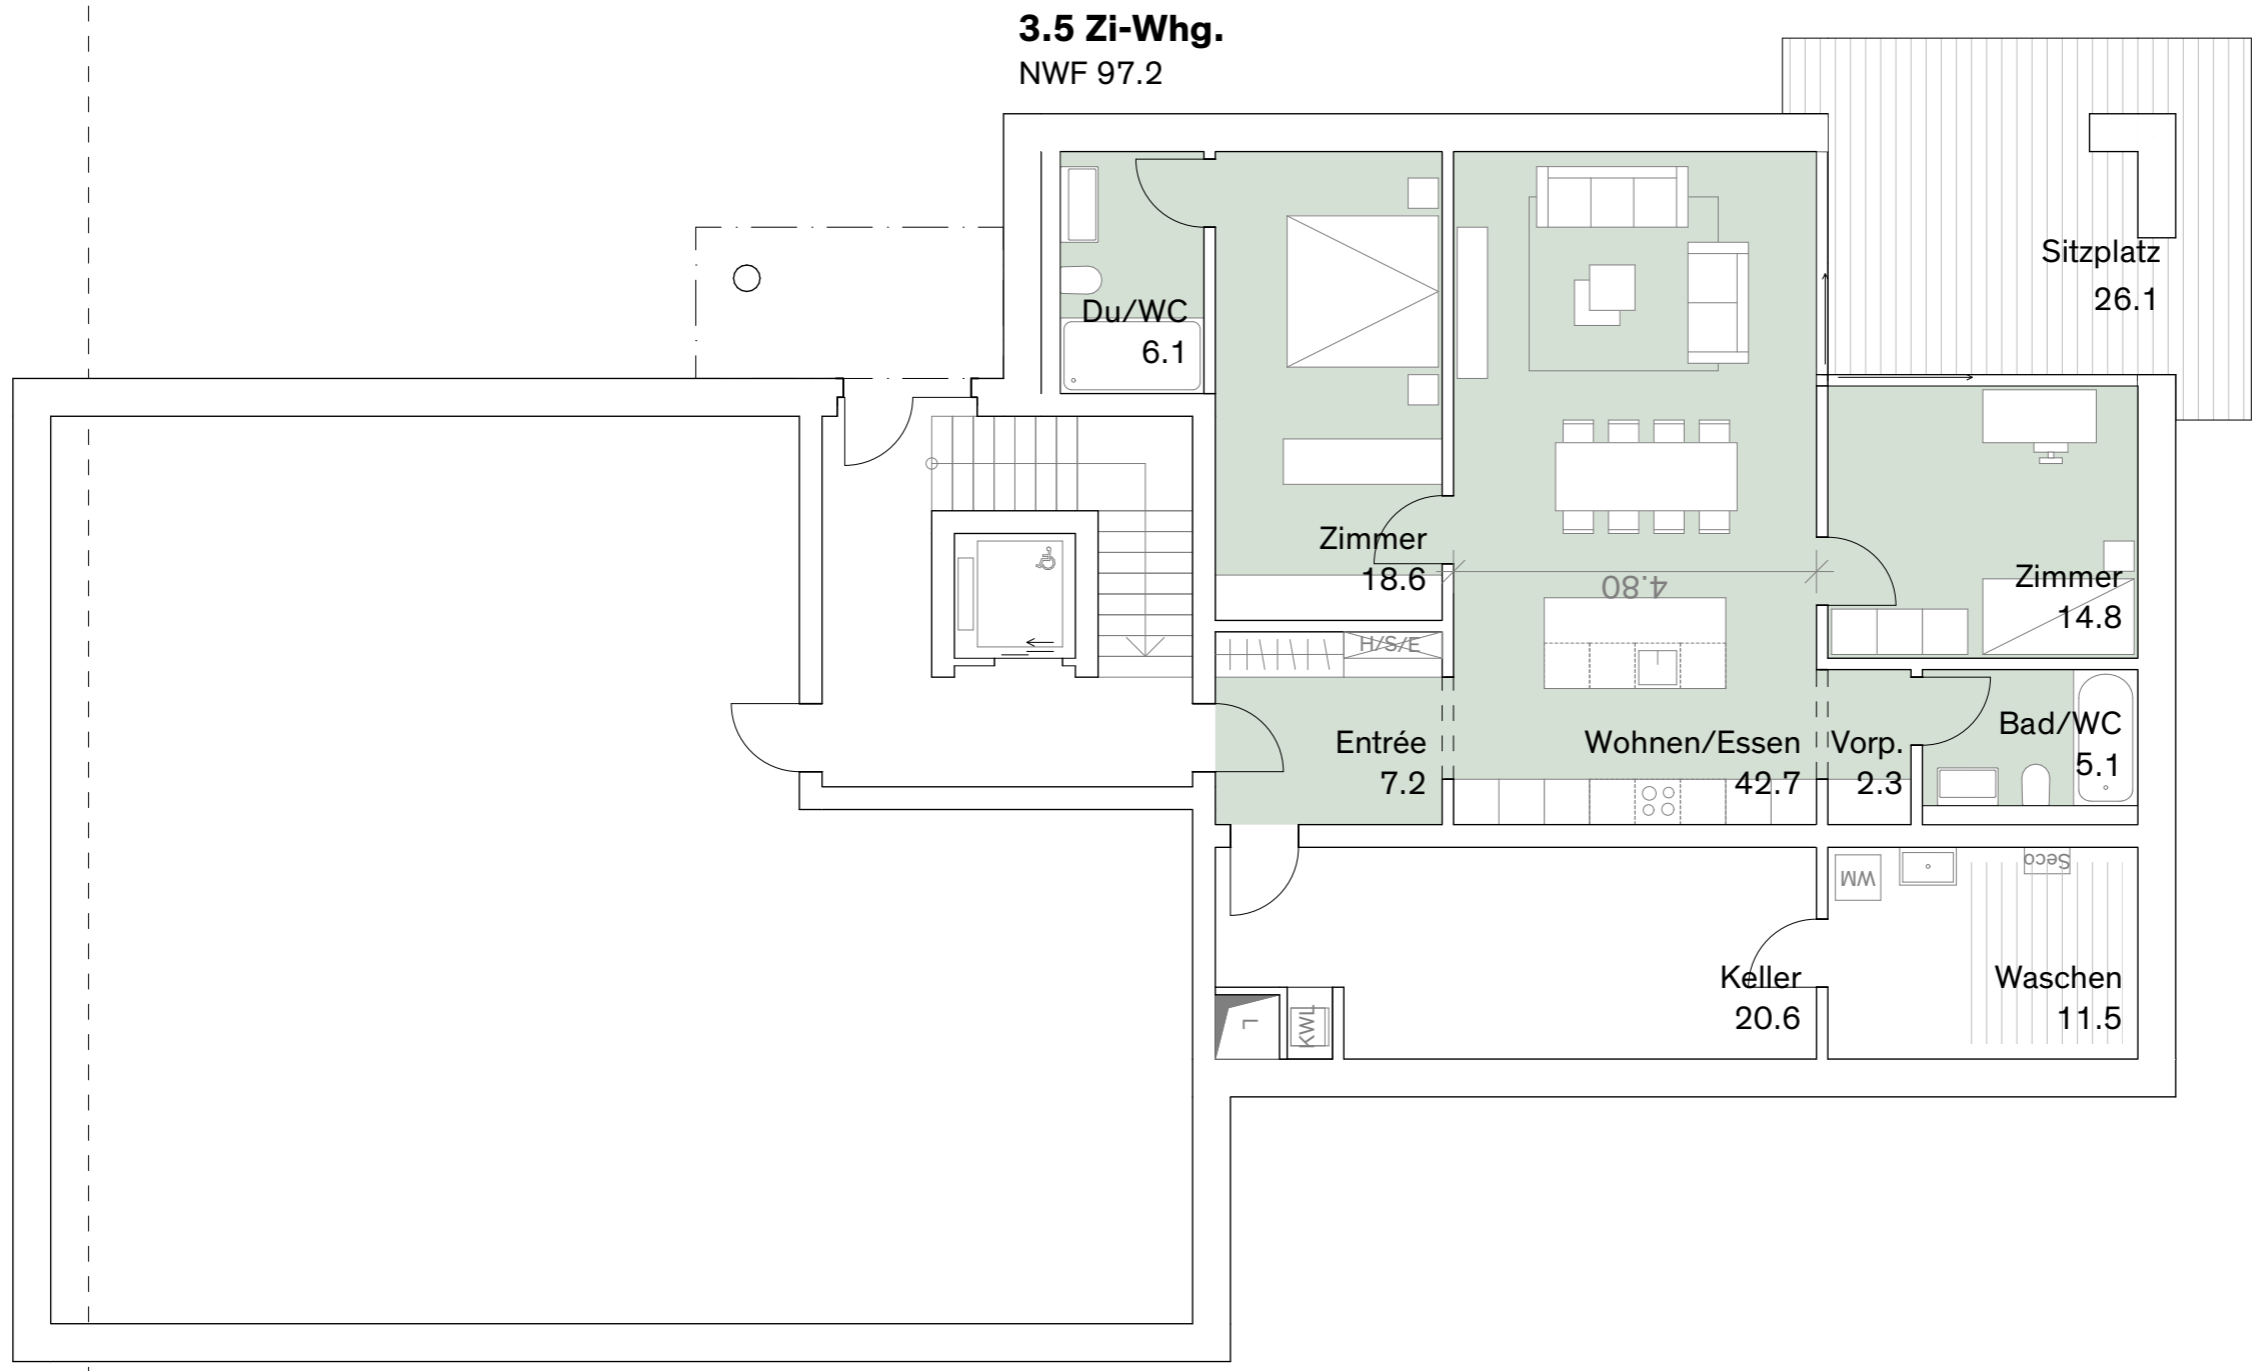 3.5 Zi-Whg.
NWF 97.2
Sitzplatz
26.1
Du/WC
6.1
Zimmer
18.6
4.80
Zimmer
14.8
H/S/E
Entrée
7.2
Wohnen/Essen
42.7
Vorp.
2.3
Bad/WC
5.1
WM
Seco
Keller
20.6
Waschen
11.5
L
KWL